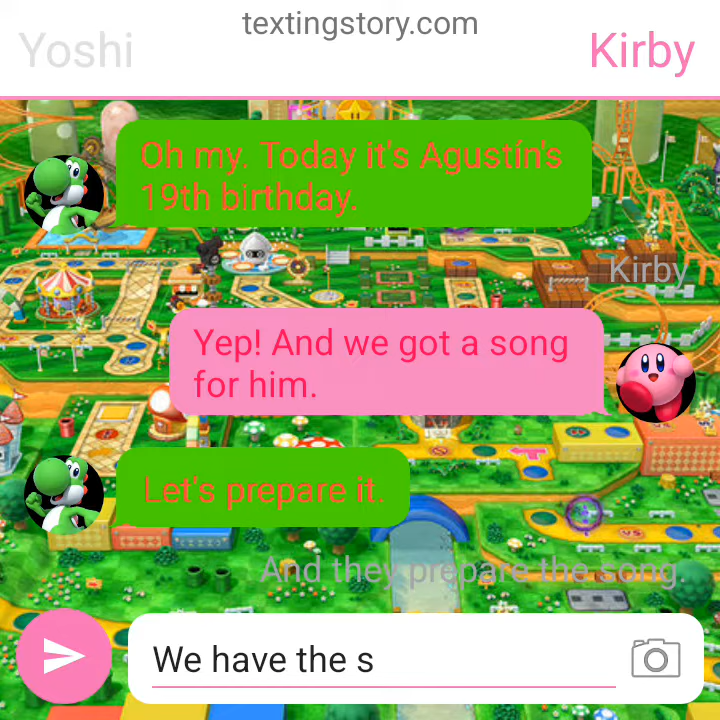 textingstory.com
Yoshi
Kirby
Oh my. Today it's Agustín's
19th birthday.
Kirby
Yep! And we got a song
for him.
Let's prepare it.
And they prepare the song.
We have the s